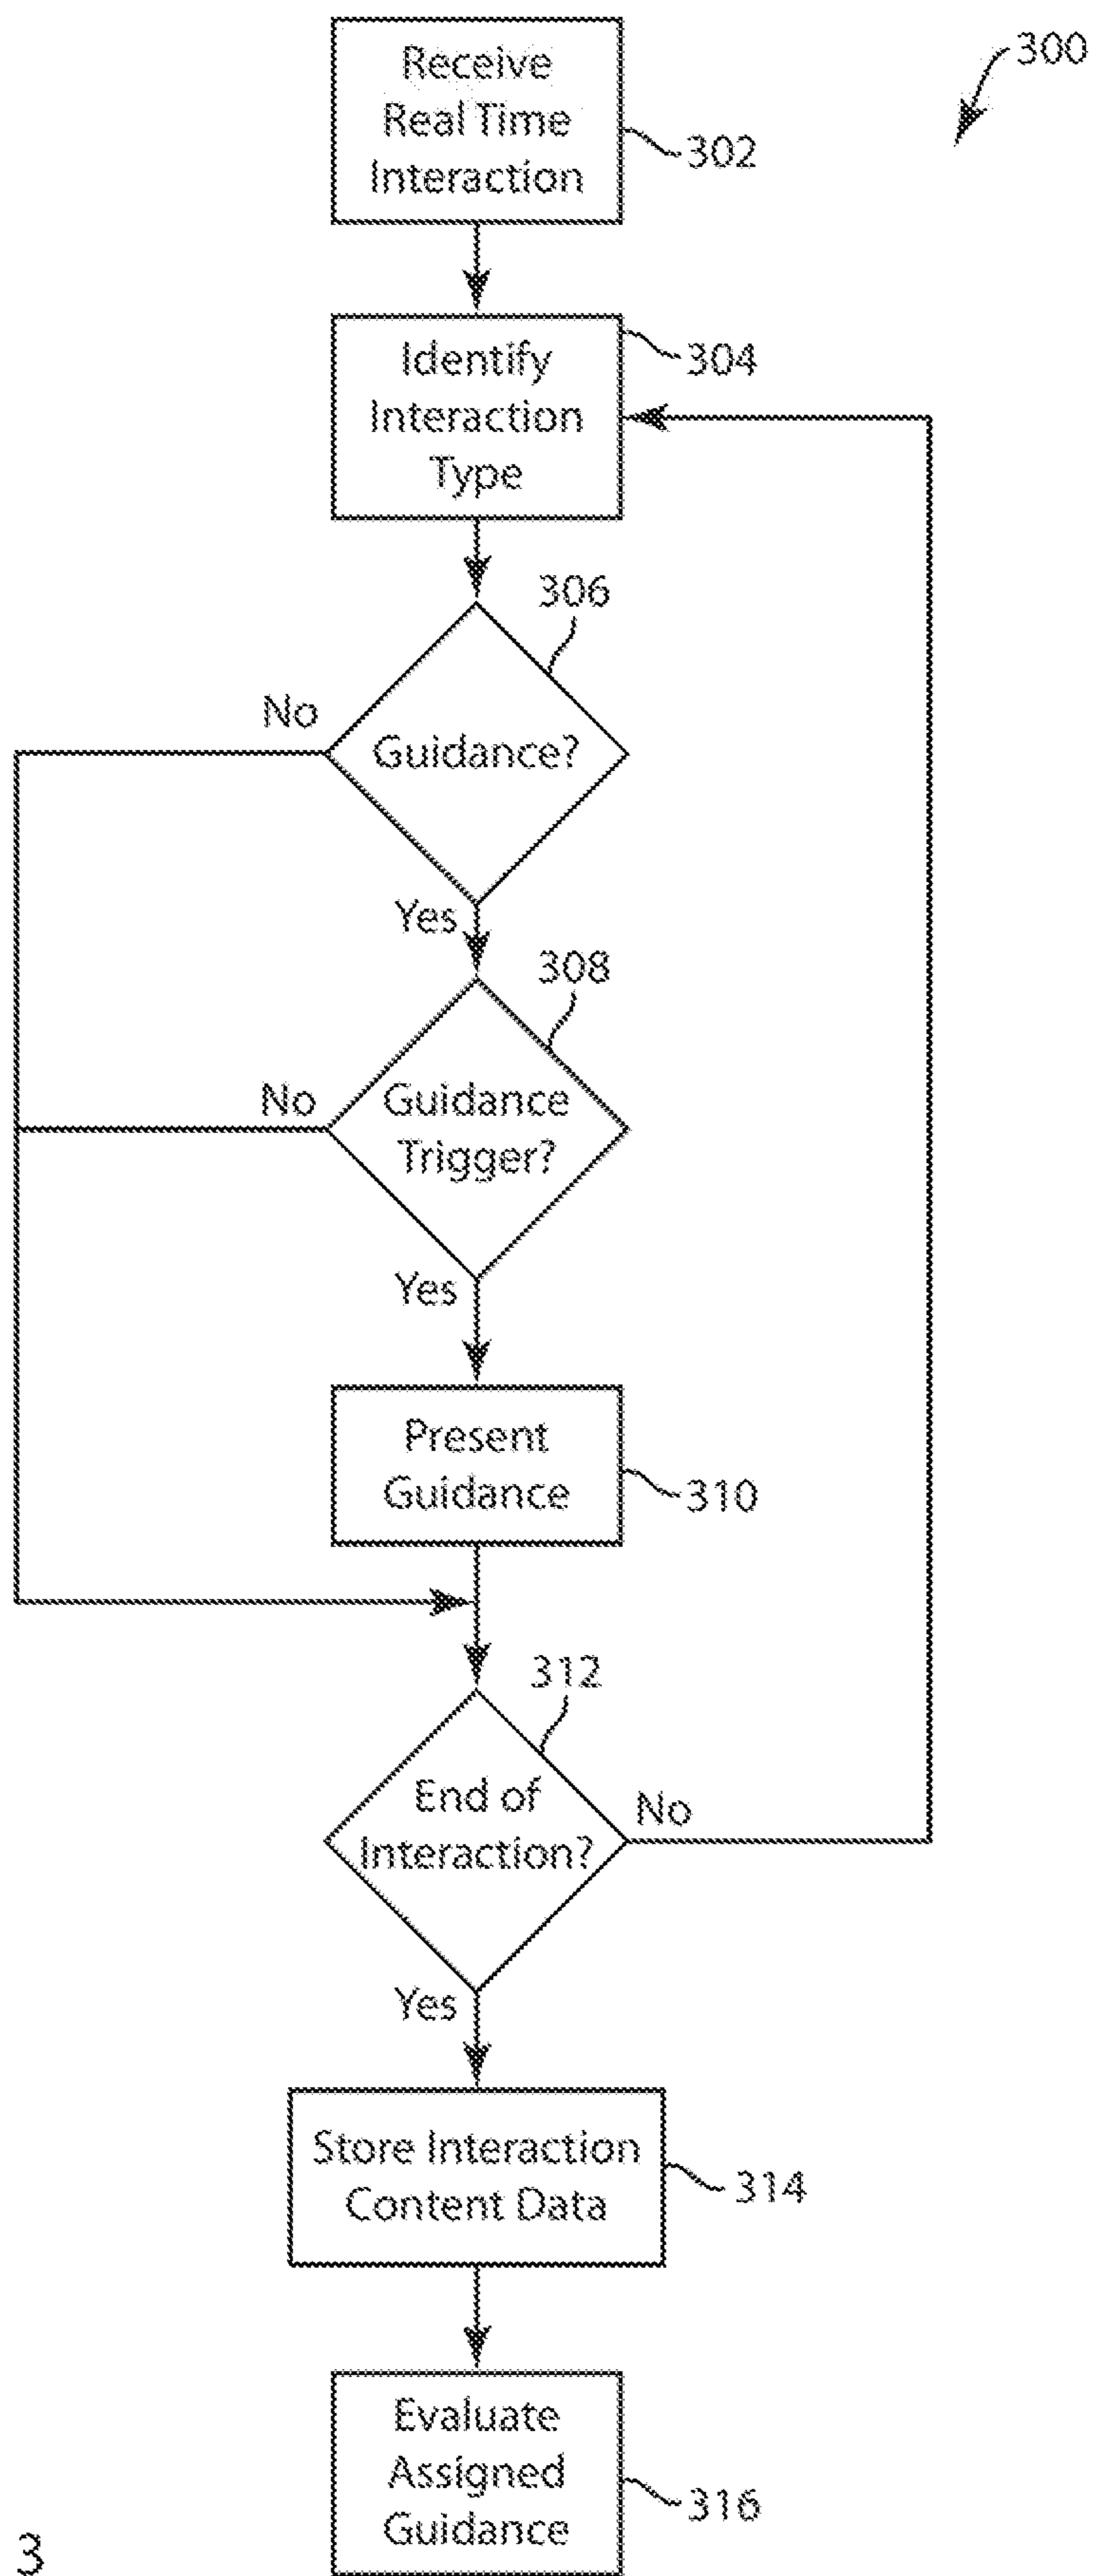 300
Receive
Real Time
Interaction
302
Identify
Interaction
Type
304
306
Guidance?
No
Yes
308
Guidance
Trigger?
No
Yes
Present
Guidance
310
312
End of
Interaction?
No
Yes
Store Interaction
Content Data
314
Evaluate
Assigned
Guidance
316
3